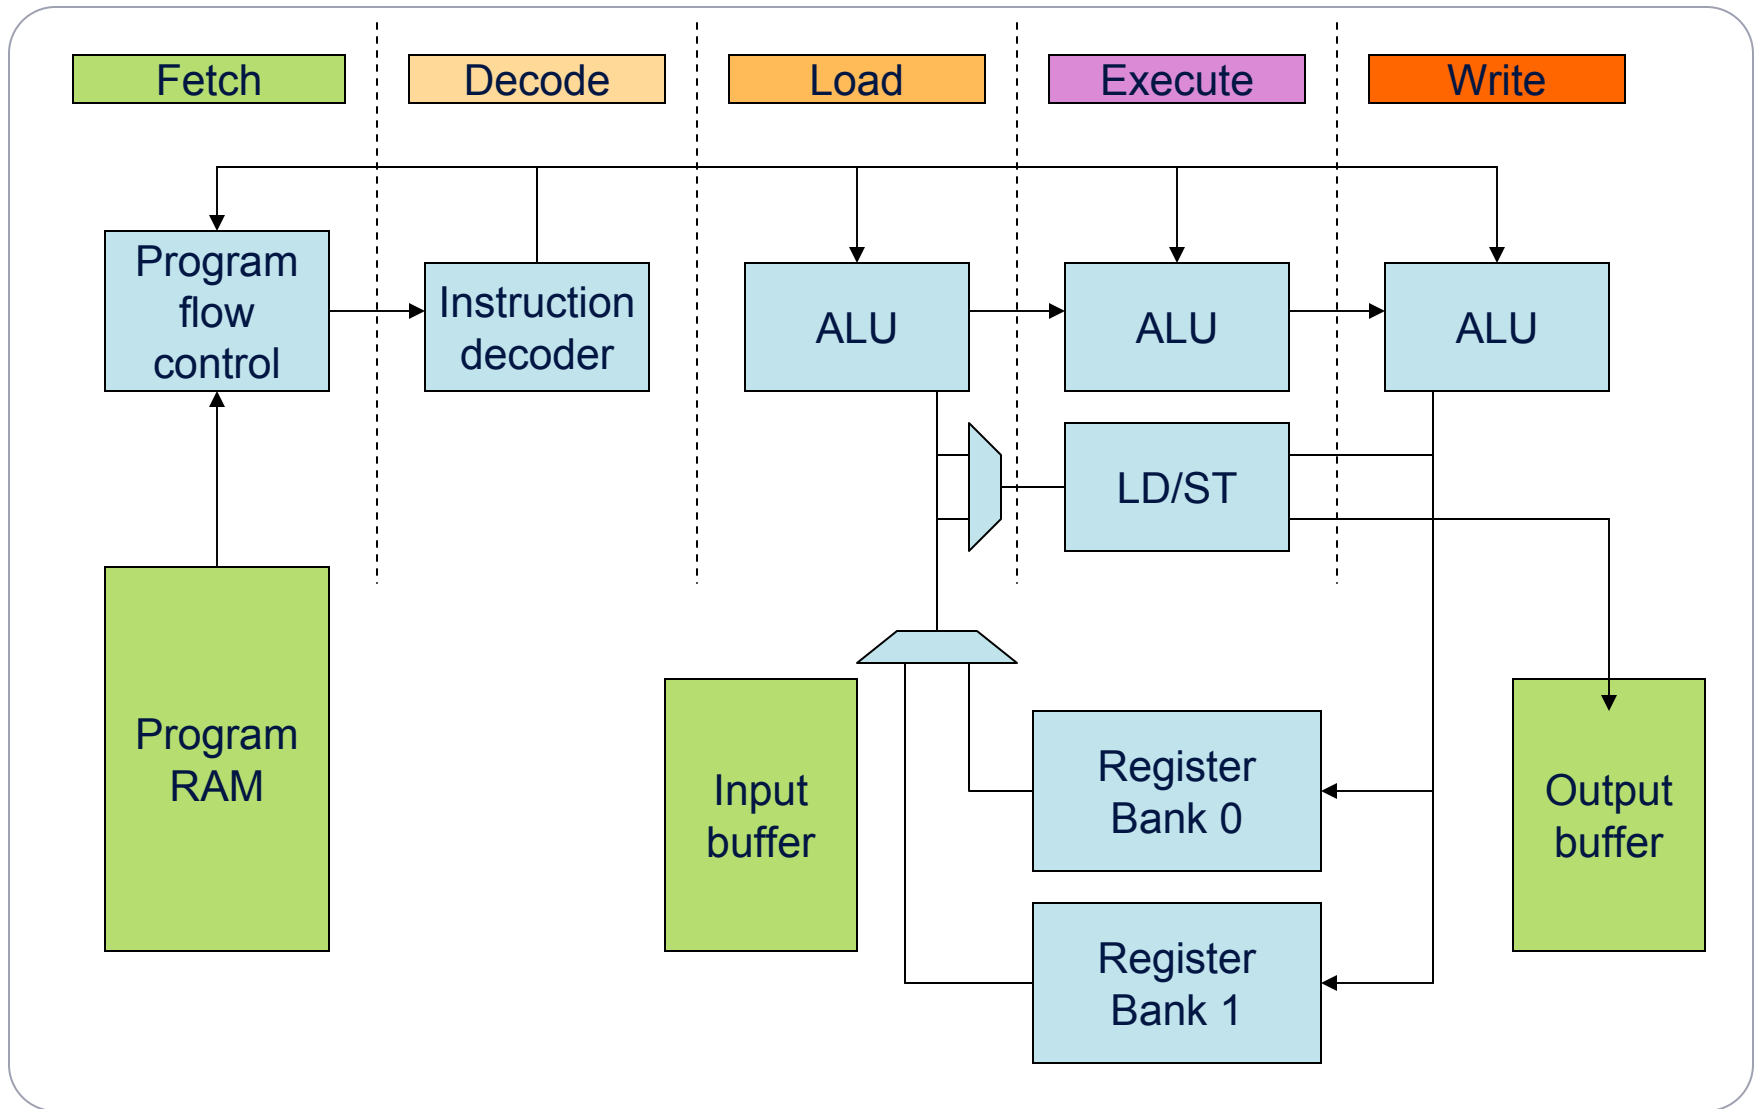 Fetch
Decode
Load
Execute
Write
Program
flow
control
Instruction
decoder
ALU
ALU
ALU
LD/ST
Program
RAM
Input
buffer
Register
Bank 0
Output
buffer
Register
Bank 1